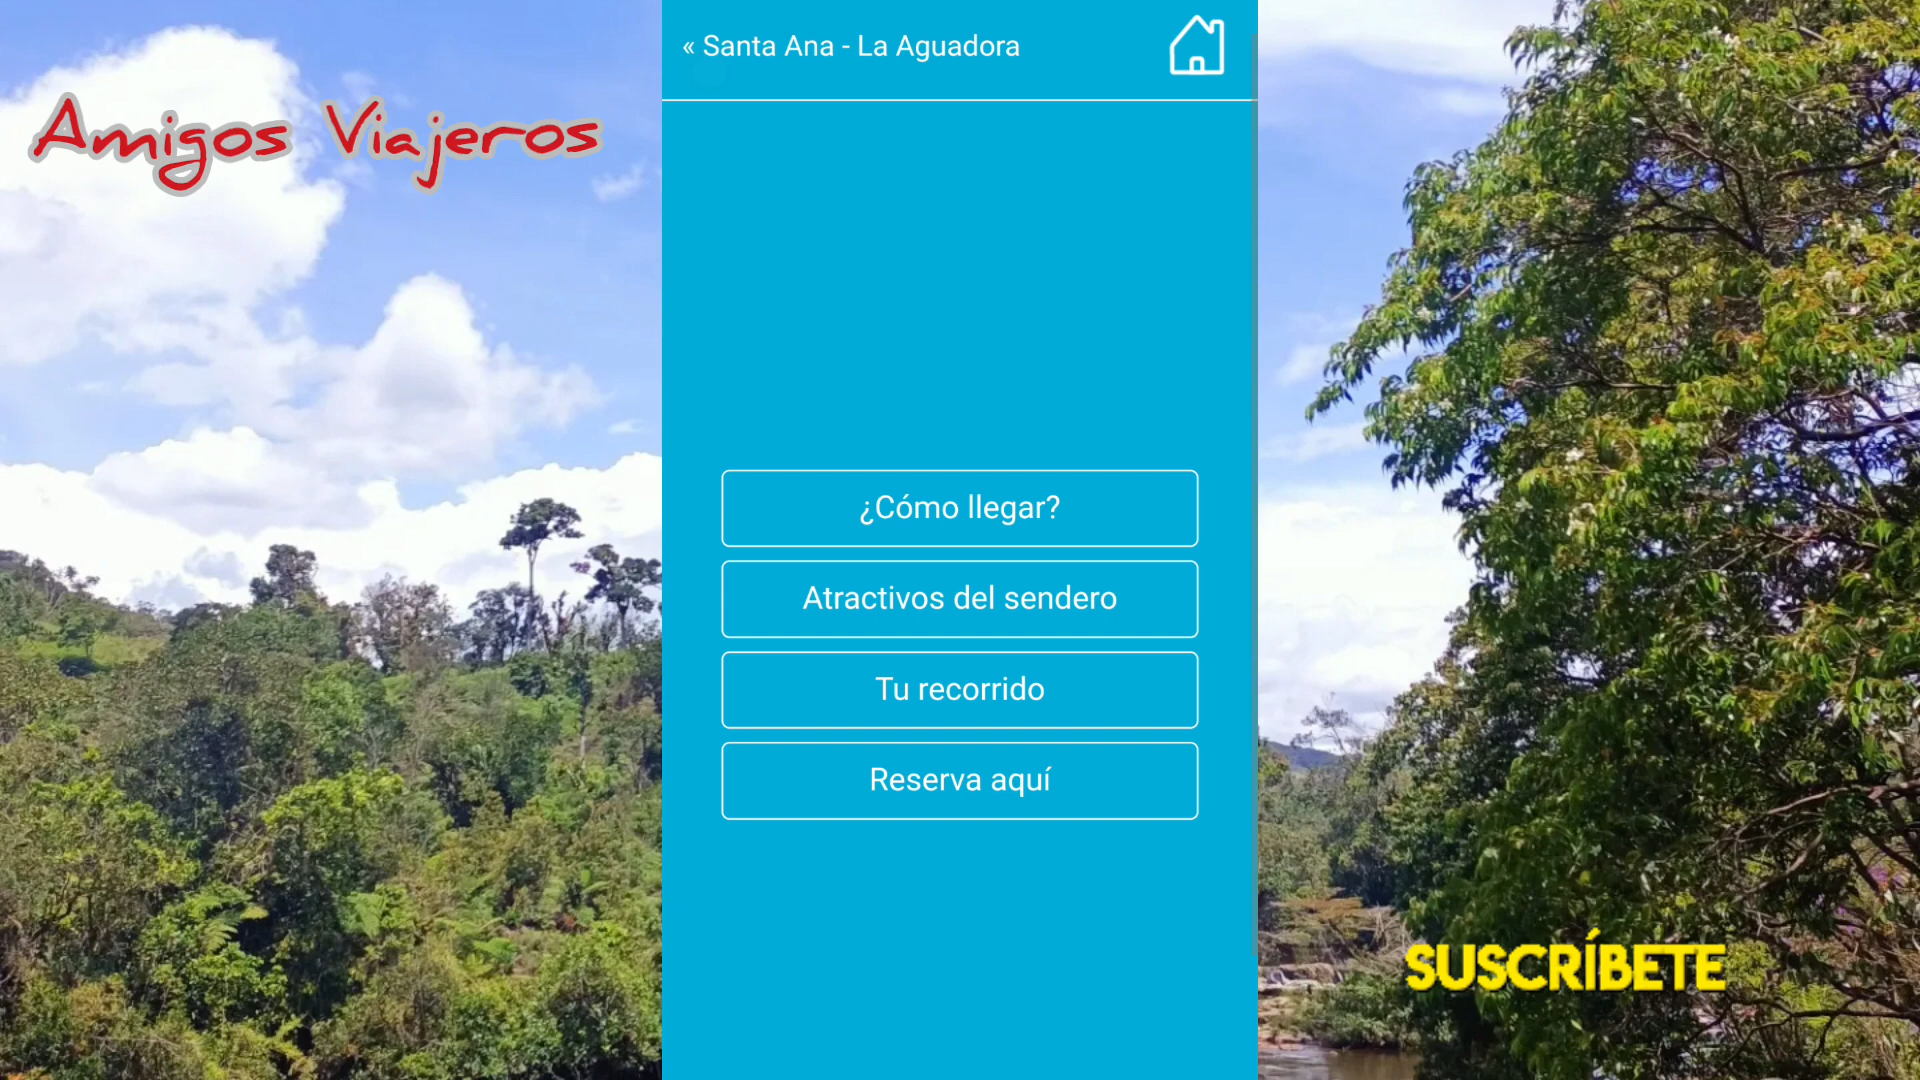 Amigos Viajeros
« Santa Ana - La Aguadora
¿Cómo llegar?
Atractivos del sendero
Tu recorrido
Reserva aquí
SUSCRÍBETE